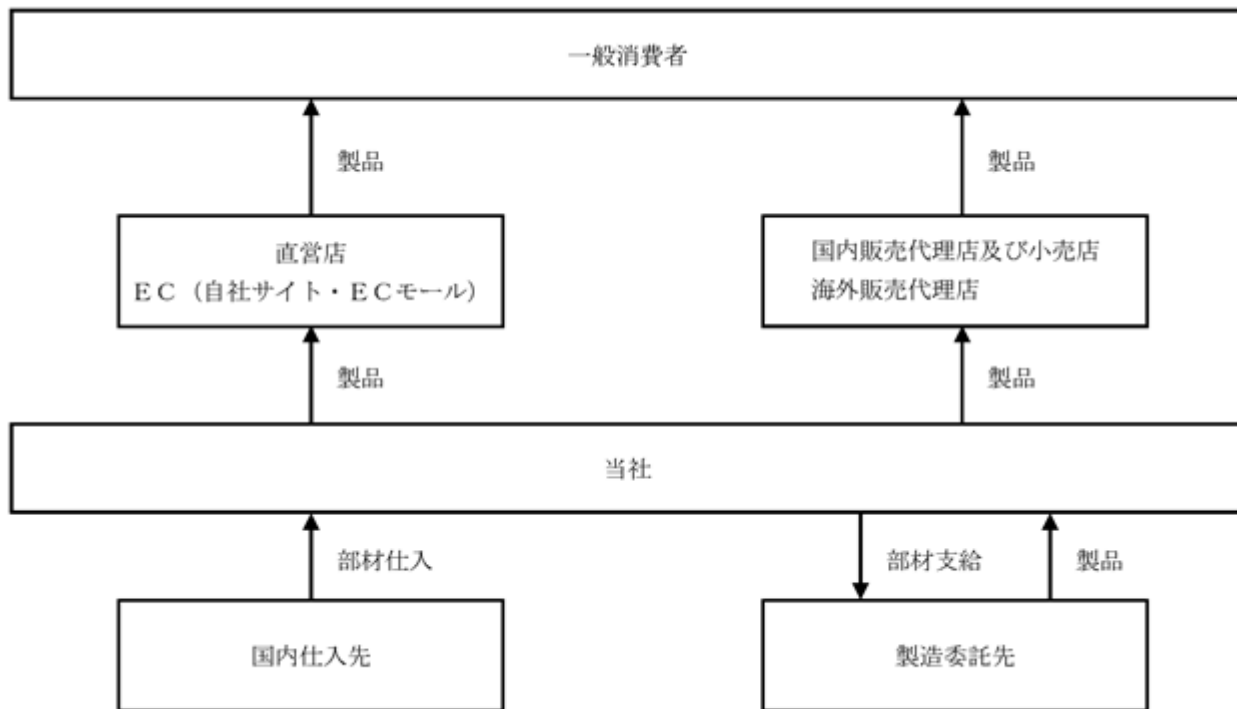 一般消費者
製品
製品
直営店
ＥＣ（自社サイト・ＥＣモール）
国内販売代理店及び小売店
海外販売代理店
製品
製品
当社
部材仕入
部材支給
製品
国内仕入先
製造委託先